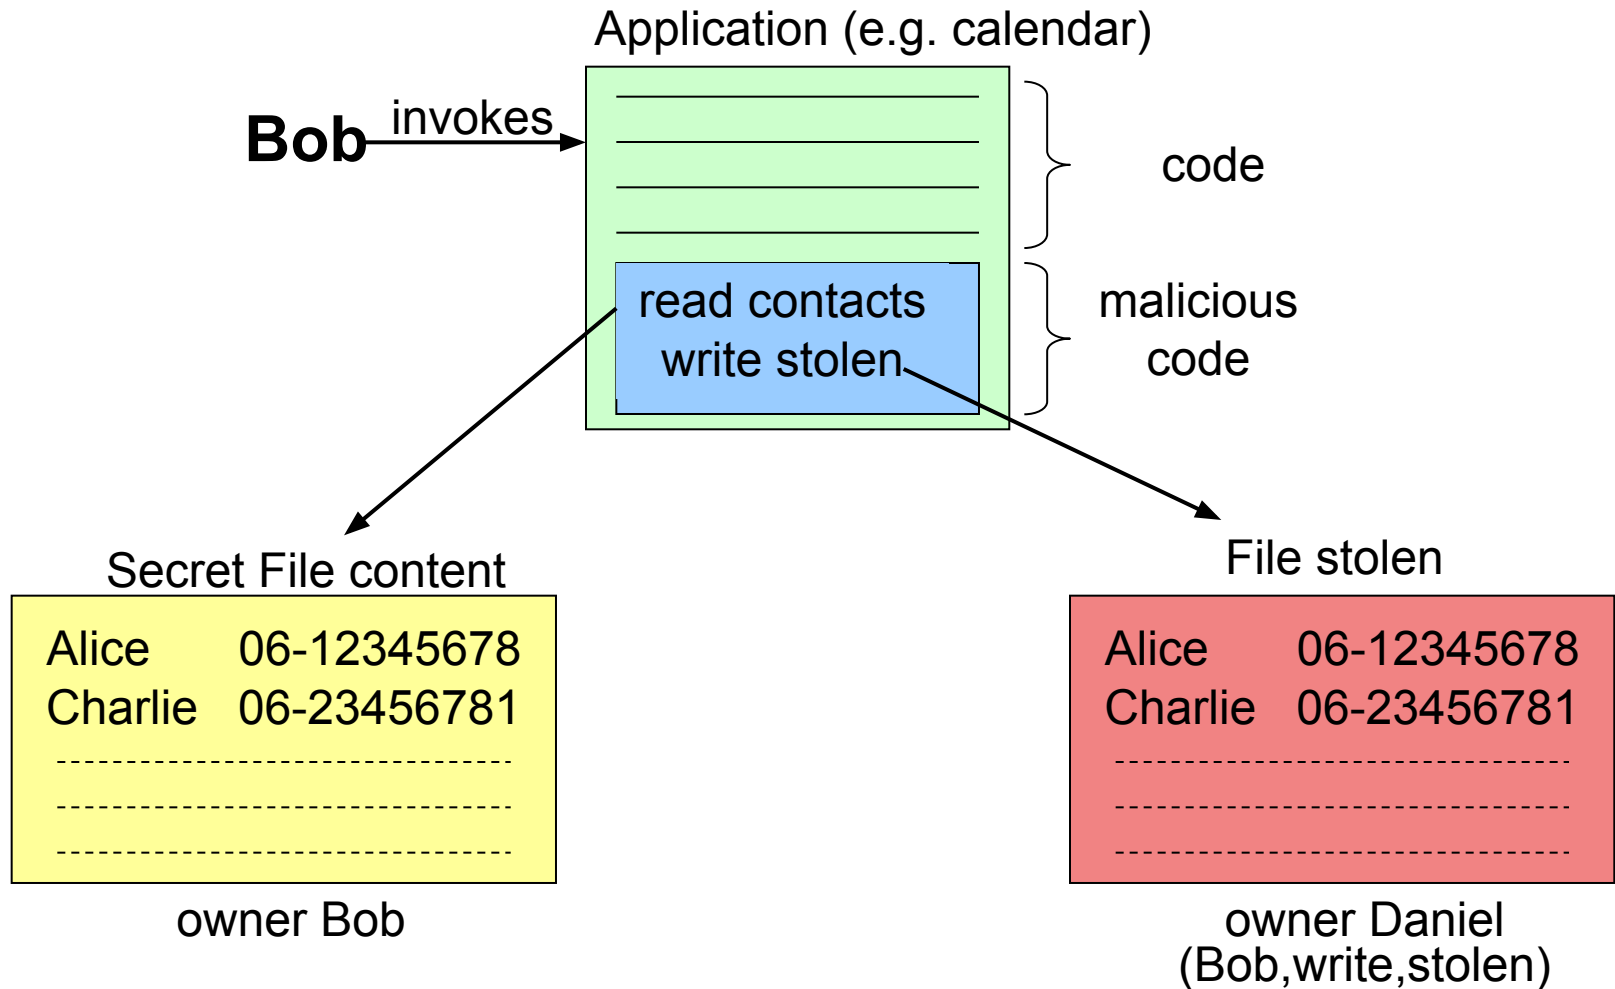 Application (e.g. calendar)
Bob
invokes
code
read contacts
write stolen
malicious
code
Secret File content
Alice 06-12345678
Charlie 06-23456781
owner Bob
File stolen
Alice 06-12345678
Charlie 06-23456781
owner Daniel
(Bob,write,stolen)